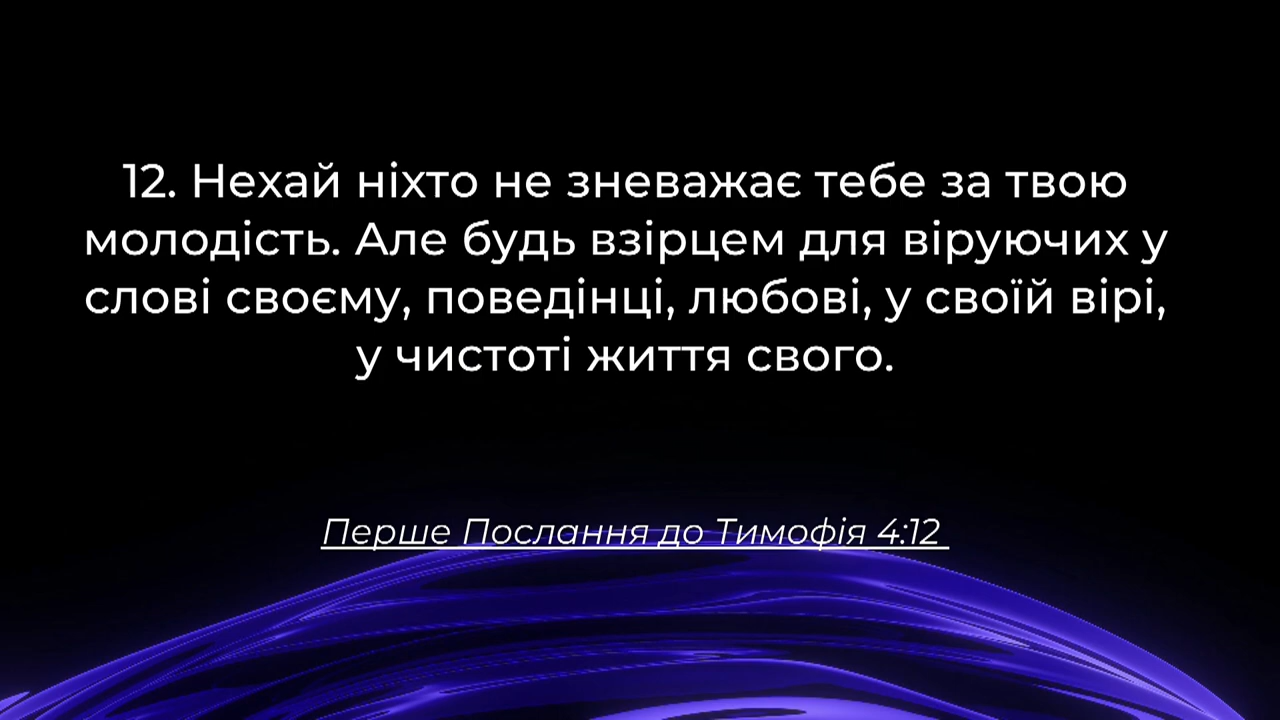 12. Нехай ніхто не зневажає тебе за твою
молодість. Але будь взірцем для віруючих у
слові своєму, поведінці, любові, у своїй вірі,
у чистоті життя свого.
Перше Послання до Тимофія 4:12